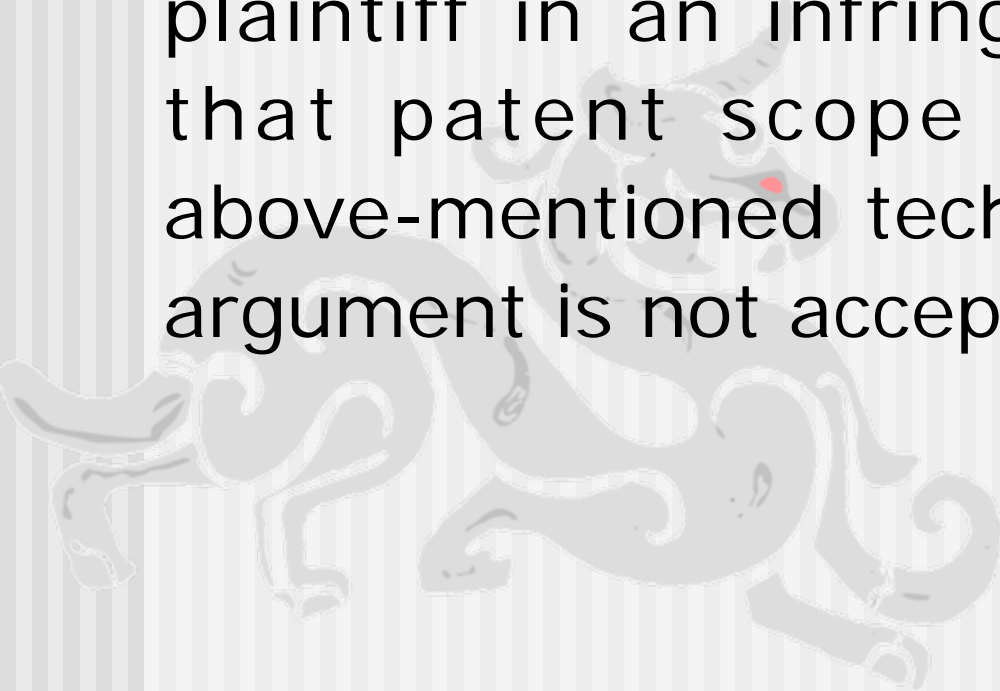 plaintiff in an infring
that patent scope
above-mentioned tech
argument is not accep